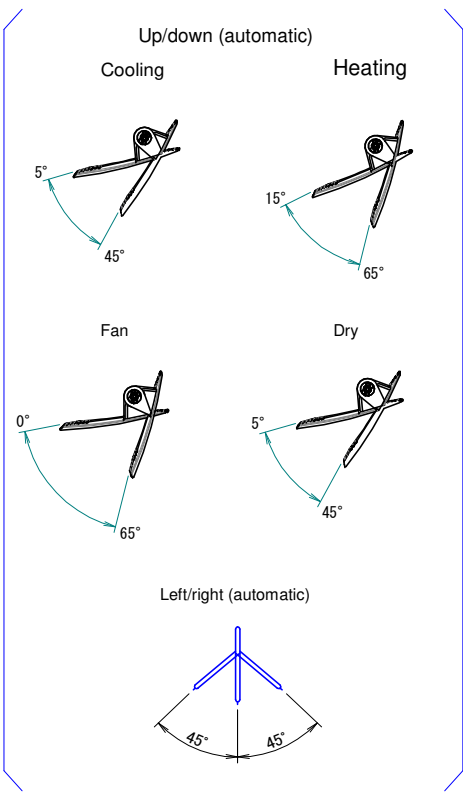 Up/down (automatic)
Cooling
Heating
5°
45°
15°
65°
Fan
Dry
0°
65°
5°
45°
Left/right (automatic)
45°
45°